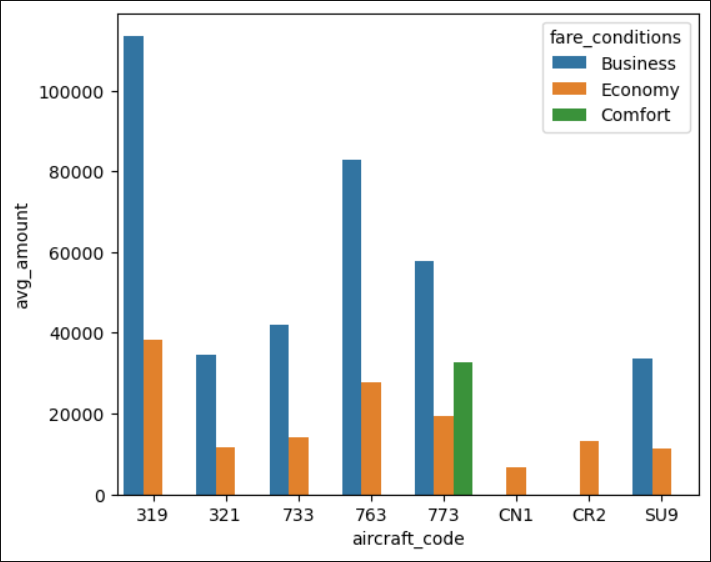 fare_conditions
Business
Economy
Comfort
100000
80000
60000
40000
20000
0
avg_amount
319 321 733 763 773 CN1 CR2 SU9
aircraft_code